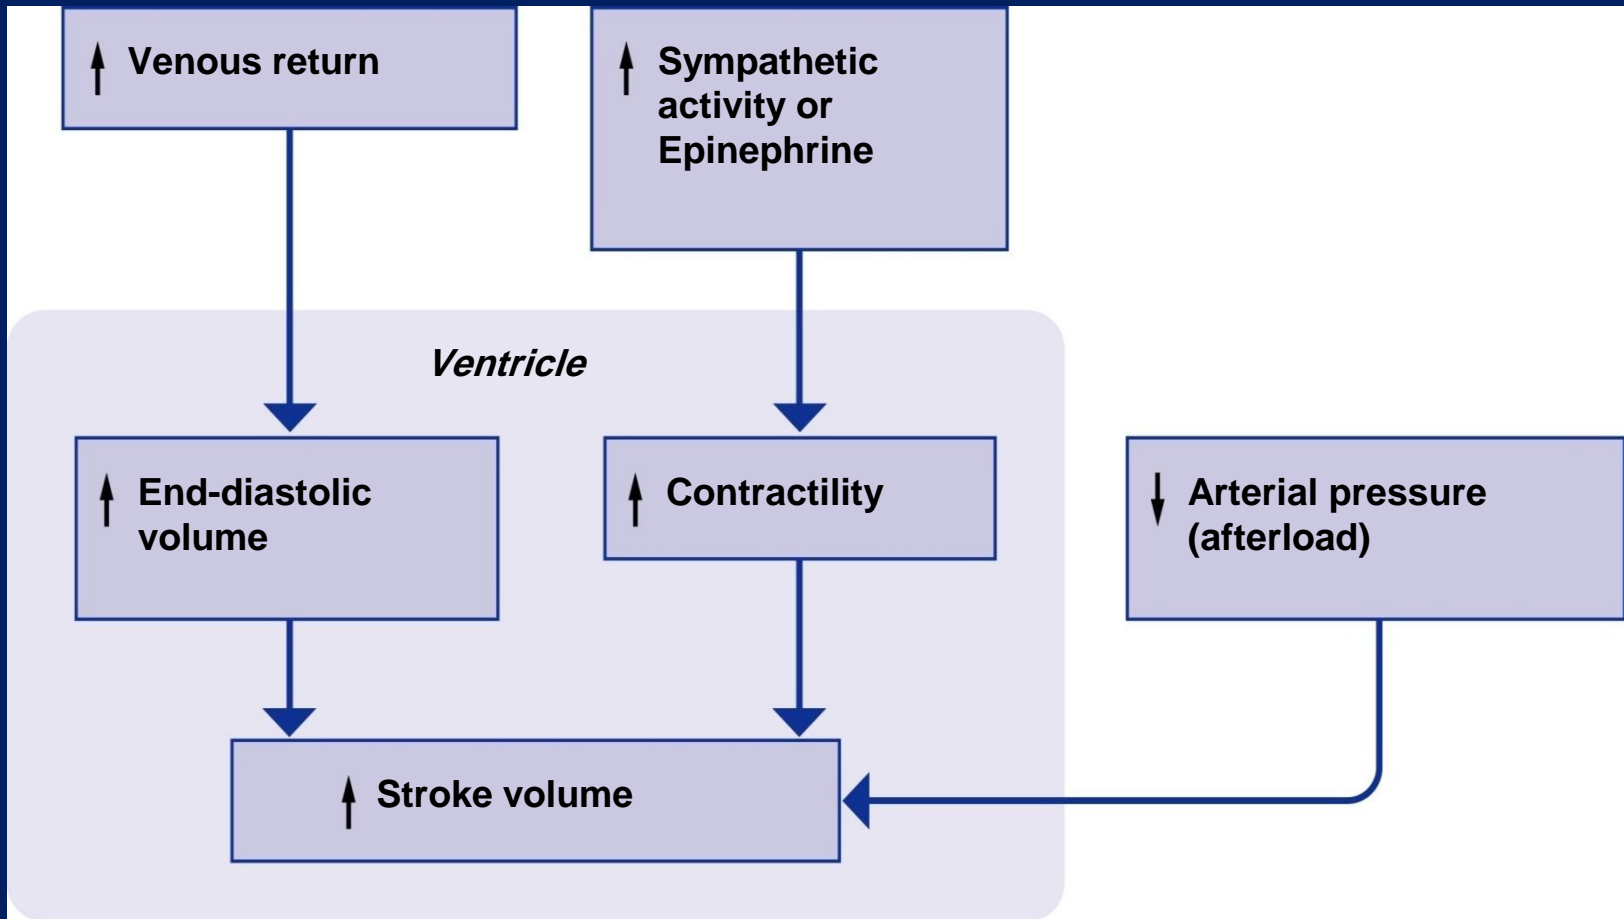 ↑ Venous return
↑ Sympathetic
activity or
Epinephrine
Ventricle
↑ End-diastolic
volume
↑ Contractility
↓ Arterial pressure
(afterload)
↑ Stroke volume